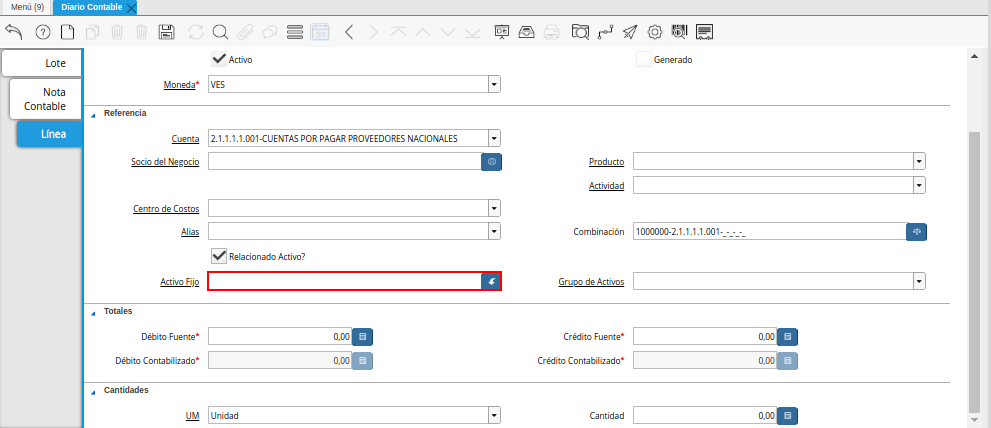 Menú (9) Diario Contable
Lote
Nota
Contable
Línea
Activo Generado
Moneda* VES
Referencia
Cuenta 2.1.1.1.1.001-CUENTAS POR PAGAR PROVEEDORES NACIONALES
Socio del Negocio Producto
Actividad
Centro de Costos
Alias Combinación 1000000-2.1.1.1.1.001-_-_-_-_
Relacionado Activo?
Activo Fijo Grupo de Activos
Totales
Débito Fuente* 0,00 Crédito Fuente* 0,00
Débito Contabilizado* 0,00 Crédito Contabilizado* 0,00
Cantidades
UM Unidad Cantidad 0,00